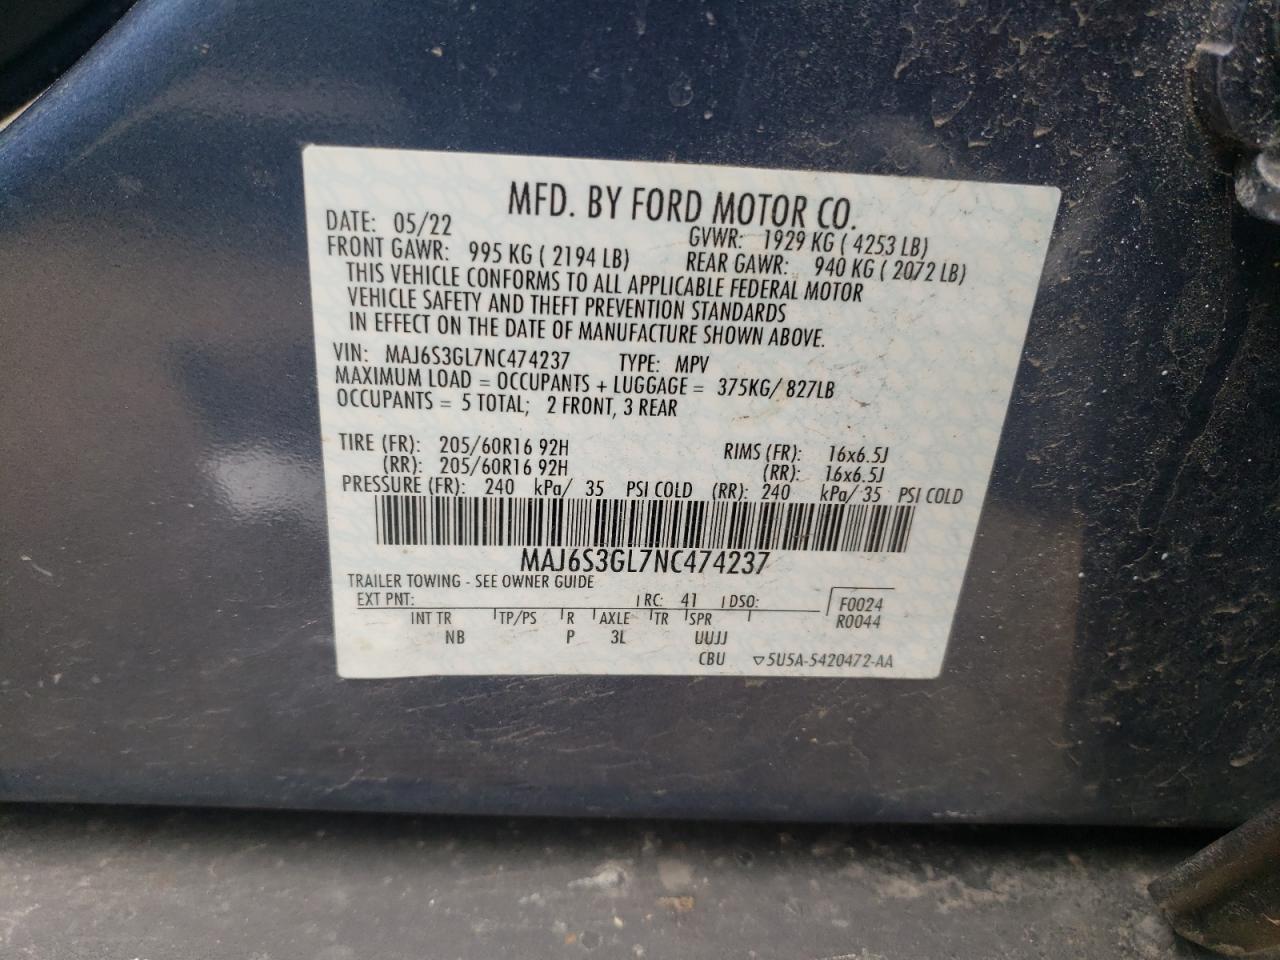 MFD. BY FORD MOTOR CO.
DATE: 05/22 GVWR: 1929 KG ( 4253 LB)
FRONT GAWR: 995 KG ( 2194 LB) REAR GAWR: 940 KG ( 2072 LB)
THIS VEHICLE CONFORMS TO ALL APPLICABLE FEDERAL MOTOR
VEHICLE SAFETY AND THEFT PREVENTION STANDARDS
IN EFFECT ON THE DATE OF MANUFACTURE SHOWN ABOVE.
VIN: MAJ6S3GL7NC474237 TYPE: MPV
MAXIMUM LOAD = OCCUPANTS + LUGGAGE = 375KG/ 827LB
OCCUPANTS = 5 TOTAL; 2 FRONT, 3 REAR
TIRE (FR): 205/60R16 92H RIMS (FR): 16x6.5J
(RR): 205/60R16 92H (RR): 16x6.5J
PRESSURE (FR): 240 kPa/ 35 PSI COLD (RR): 240 kPa/ 35 PSI COLD
MAJ6S3GL7NC474237
TRAILER TOWING - SEE OWNER GUIDE
EXT PNT: RC: 41 DSO: F0024
INT TR TP/PS R AXLE TR SPR R0044
NB P 3L UUJJ
CBU ▽5U5A-5420472-AA